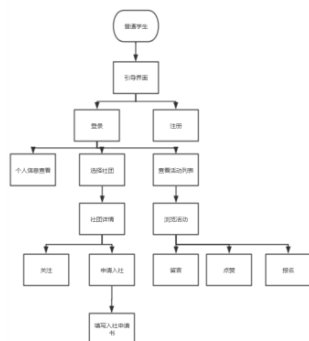 普通学生
引导界面
登录
注册
个人信息查看
选择社团
查看活动列表
社团详情
浏览活动
关注
申请入社
留言
点赞
报名
填写入社申请
书